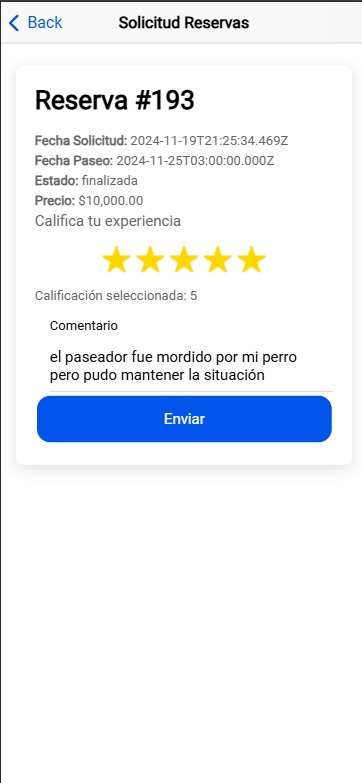 Back
Solicitud Reservas
Reserva #193
Fecha Solicitud: 2024-11-19T21:25:34.469Z
Fecha Paseo: 2024-11-25T03:00:00.000Z
Estado: finalizada
Precio: $10,000.00
Califica tu experiencia
Calificación seleccionada: 5
Comentario
el paseador fue mordido por mi perro
pero pudo mantener la situación
Enviar